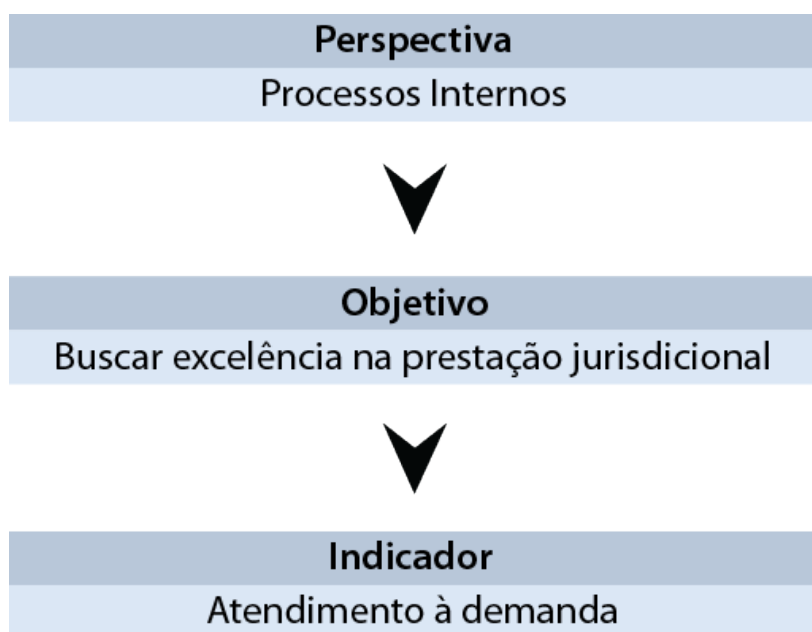 Perspectiva
Processos Internos
Objetivo
Buscar excelência na prestação jurisdicional
Indicador
Atendimento à demanda